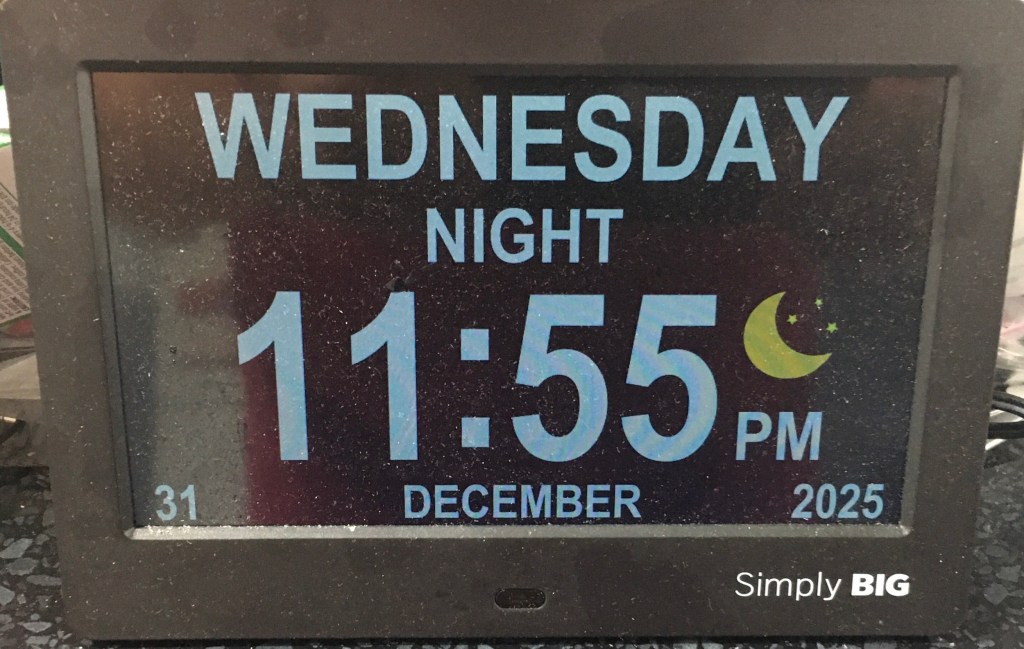 WEDNESDAY
NIGHT
11:55 PM
31 DECEMBER 2025
Simply BIG